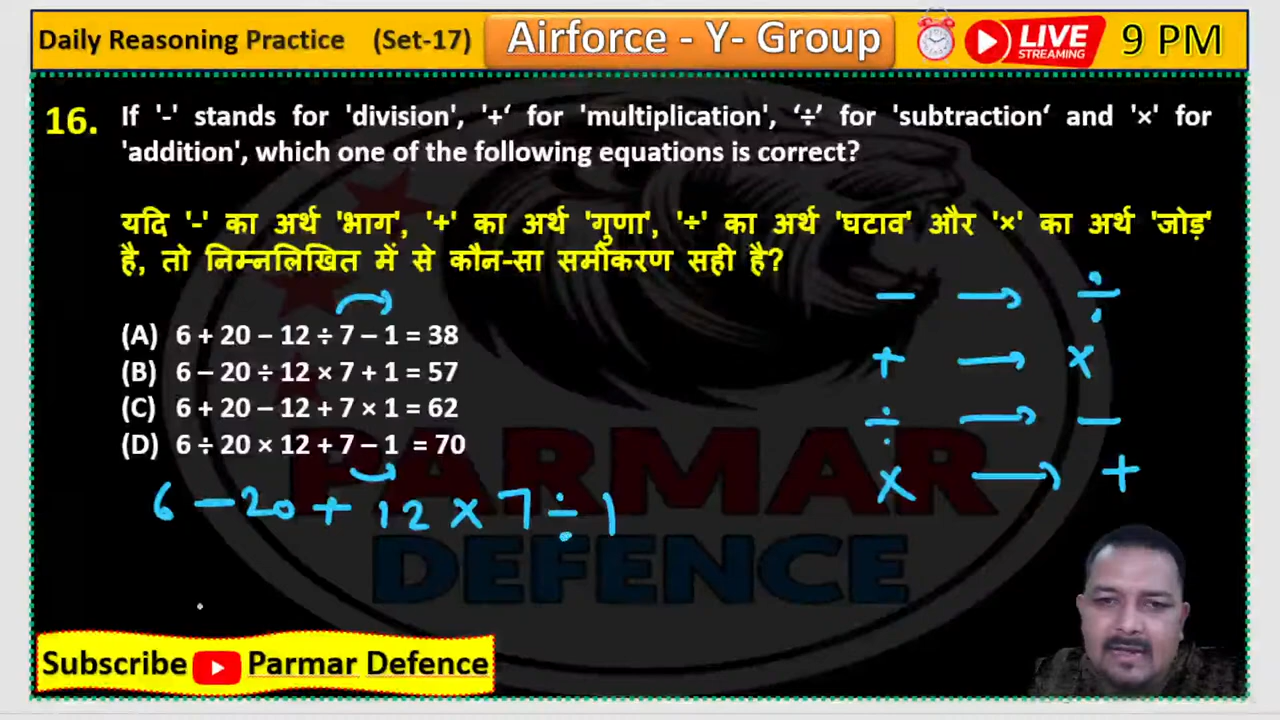 Daily Reasoning Practice (Set-17) Airforce - Y- Group LIVE STREAMING 9 PM
16. If '-' stands for 'division', '+‘ for 'multiplication', ‘÷’ for 'subtraction‘ and '×' for
'addition', which one of the following equations is correct?
यदि '-' का अर्थ 'भाग', '+' का अर्थ 'गुणा', '÷' का अर्थ 'घटाव' और '×' का अर्थ 'जोड़'
है, तो निम्नलिखित में से कौन-सा समीकरण सही है?
(A) 6 + 20 – 12 ÷ 7 – 1 = 38
(B) 6 – 20 ÷ 12 × 7 + 1 = 57
(C) 6 + 20 – 12 + 7 × 1 = 62
(D) 6 ÷ 20 × 12 + 7 – 1 = 70
– → ÷
+ → ×
÷ → –
× → +
6 – 20 + 12 × 7 ÷ 1
PARMAR
DEFENCE
Subscribe Parmar Defence